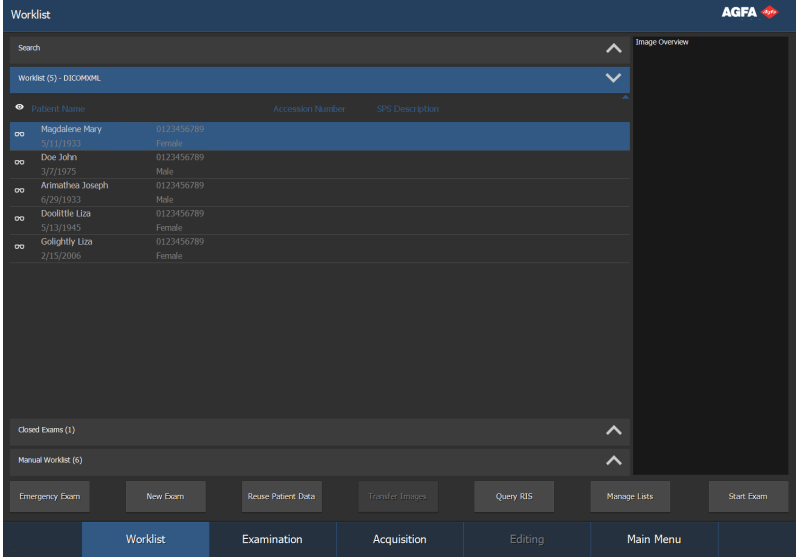 Worklist
AGFA
Agfa
Search
Image Overview
Worklist (5) - DICOMXML
Patient Name Accession Number SPS Description
Magdalene Mary 0123456789
5/11/1933 Female
Doe John 0123456789
3/7/1975 Male
Arimathea Joseph 0123456789
6/29/1933 Male
Doolittle Liza 0123456789
5/13/1945 Female
Golightly Liza 0123456789
2/15/2006 Female
Closed Exams (1)
Manual Worklist (6)
Emergency Exam New Exam Reuse Patient Data Transfer Images Query RIS Manage Lists Start Exam
Worklist Examination Acquisition Editing Main Menu